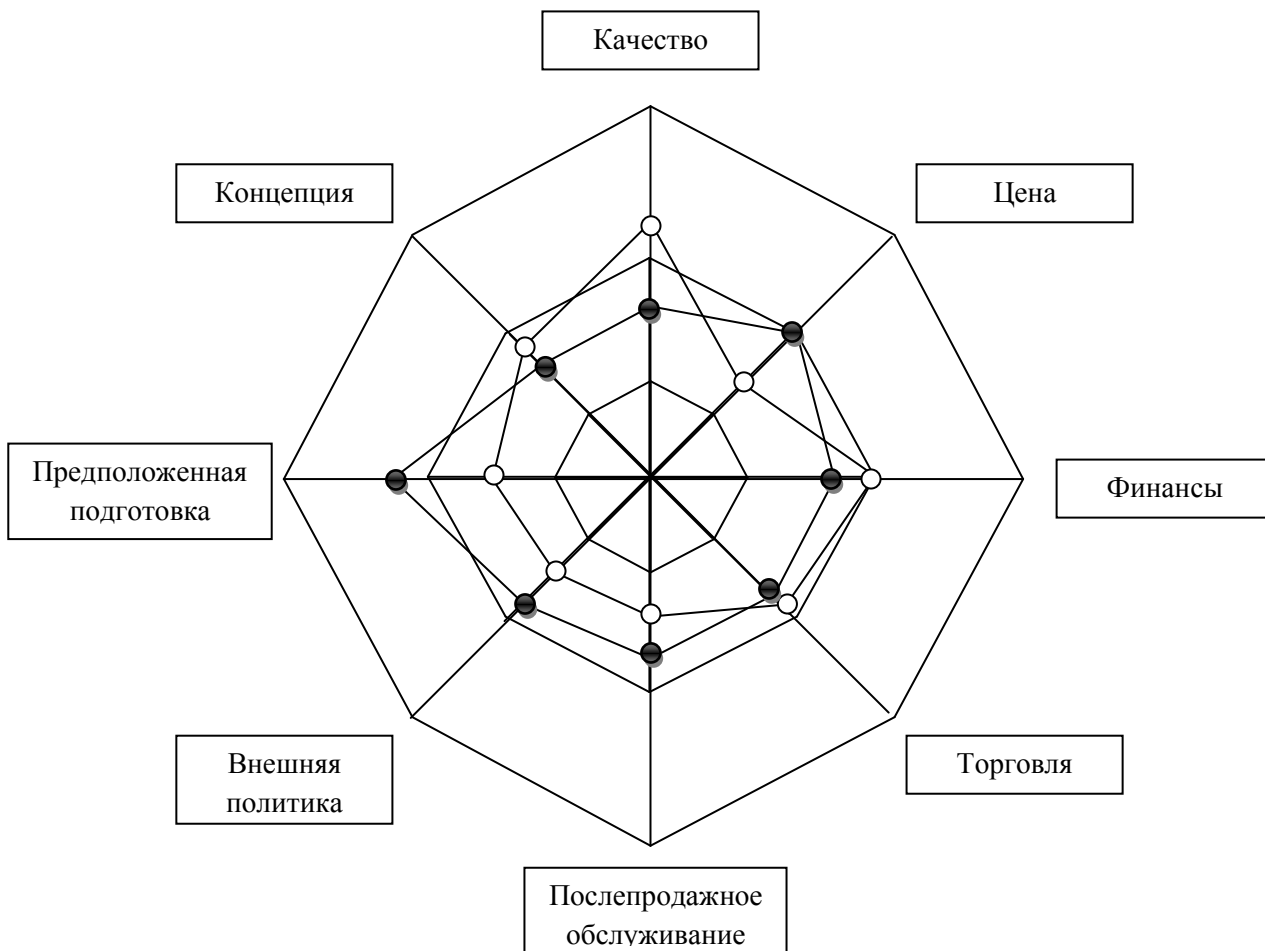 Качество
Концепция
Цена
Предположенная
подготовка
Финансы
Внешняя
политика
Торговля
Послепродажное
обслуживание